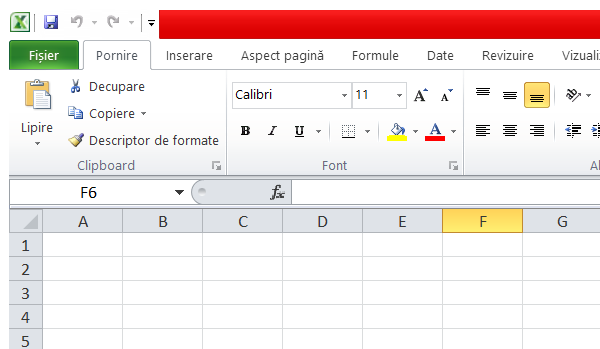 Fișier Pornire Inserare Aspect pagină Formule Date Revizuire Vizuali
Decupare
Calibri 11 A A
Copiere
Lipire
B I U A
Descriptor de formate
Clipboard Font Al
F6 fx
A B C D E F G
1
2
3
4
5